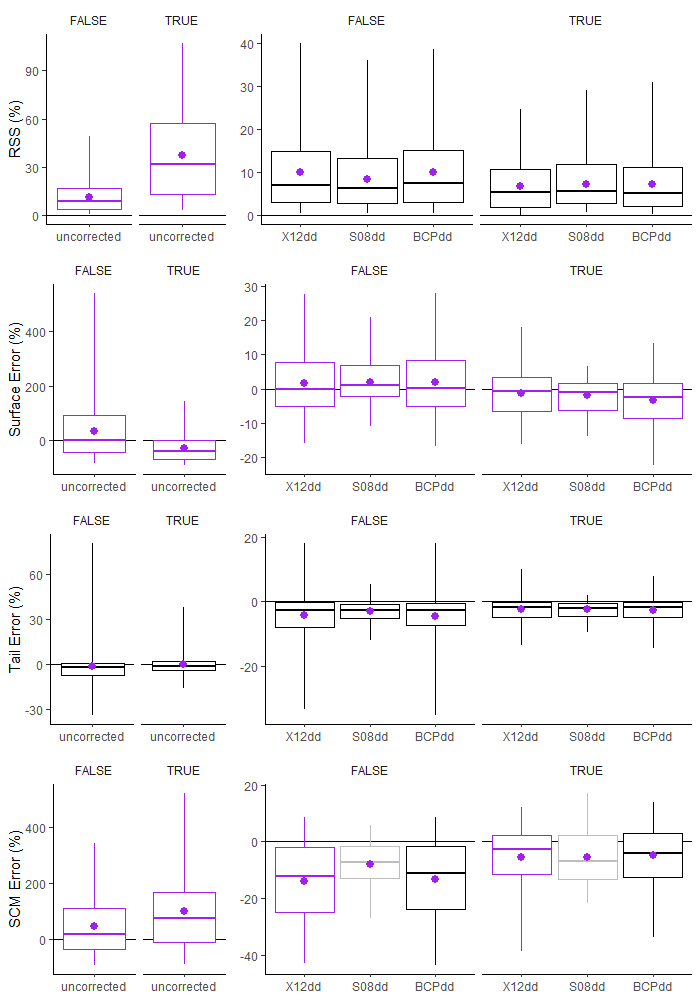 FALSE TRUE FALSE TRUE
RSS (%)
90
60
30
0
40
30
20
10
0
uncorrected uncorrected X12dd S08dd BCPdd X12dd S08dd BCPdd
FALSE TRUE FALSE TRUE
Surface Error (%)
400
200
0
30
20
10
0
-10
-20
uncorrected uncorrected X12dd S08dd BCPdd X12dd S08dd BCPdd
FALSE TRUE FALSE TRUE
Tail Error (%)
60
30
0
-30
20
0
-20
uncorrected uncorrected X12dd S08dd BCPdd X12dd S08dd BCPdd
FALSE TRUE FALSE TRUE
SCM Error (%)
400
200
0
20
0
-20
-40
uncorrected uncorrected X12dd S08dd BCPdd X12dd S08dd BCPdd